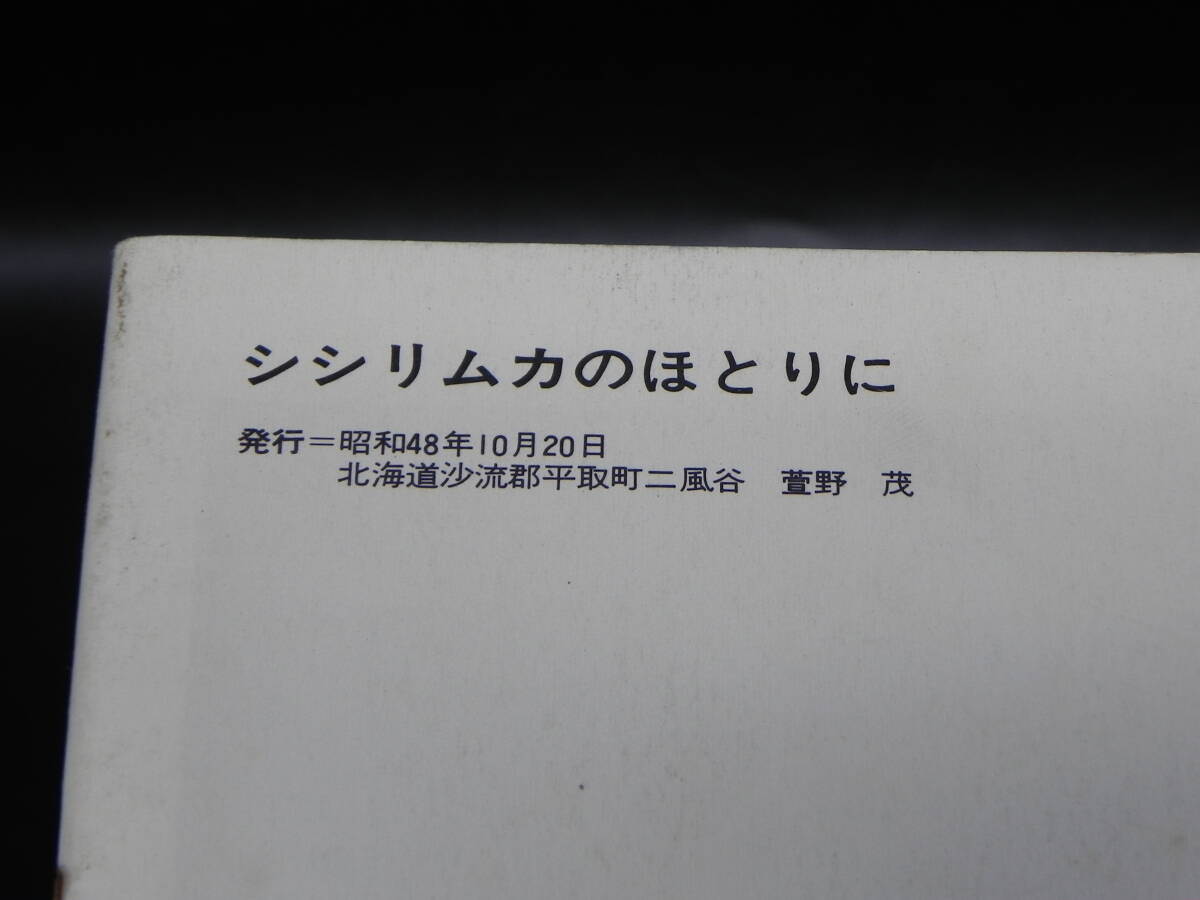 シシリムカのほとりに
発行＝昭和48年10月20日
北海道沙流郡平取町二風谷　萱野　茂